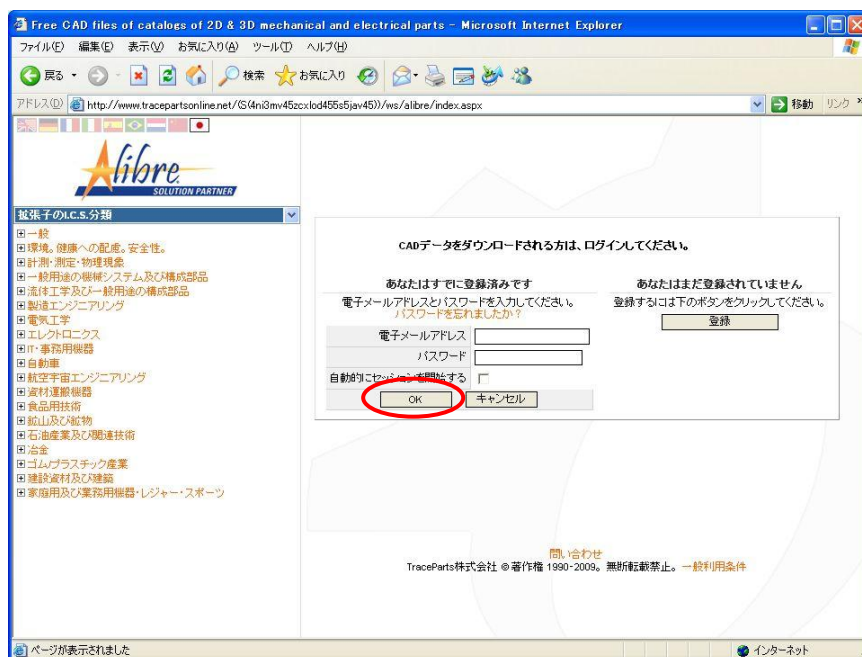 Free CAD files of catalogs of 2D & 3D mechanical and electrical parts - Microsoft Internet Explorer
ファイル(F) 編集(E) 表示(V) お気に入り(A) ツール(T) ヘルプ(H)
戻る 検索 お気に入り
アドレス(D) http://www.tracepartsonline.net/(S(4ni3mv45zcxlod455s5jav45))/ws/alibre/index.aspx 移動 リンク
Alibre
SOLUTION PARTNER
拡張子のI.C.S.分類
一般
環境。健康への配慮。安全性。
計測・測定・物理現象
一般用途の機械システム及び構成部品
流体工学及び一般用途の構成部品
製造エンジニアリング
電気工学
エレクトロニクス
IT・事務用機器
自動車
航空宇宙エンジニアリング
資材運搬機器
食品用技術
鉱山及び鉱物
石油産業及び関連技術
冶金
ゴム/プラスチック産業
建設資材及び建築
家庭用及び業務用機器・レジャー・スポーツ
CADデータをダウンロードされる方は、ログインしてください。
あなたはすでに登録済みです
電子メールアドレスとパスワードを入力してください。
パスワードを忘れましたか？
電子メールアドレス
パスワード
自動的にセッションを開始する
OK キャンセル
あなたはまだ登録されていません
登録するには下のボタンをクリックしてください。
登録
問い合わせ
TraceParts株式会社 © 著作権 1990-2009。無断転載禁止。一般利用条件
ページが表示されました インターネット